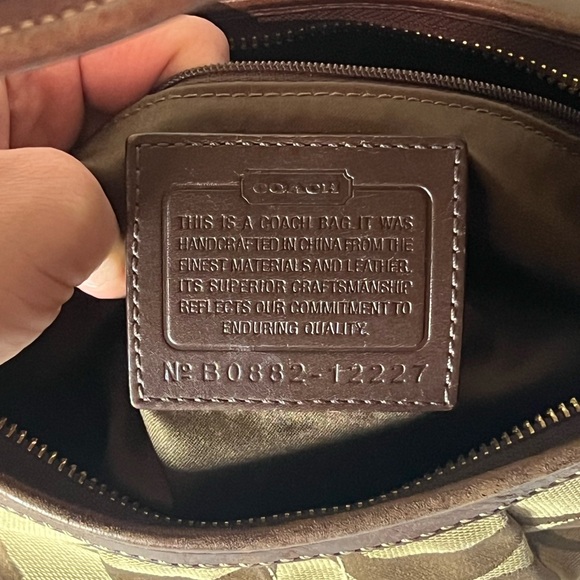 COACH
THIS IS A COACH BAG. IT WAS
HANDCRAFTED IN CHINA FROM THE
FINEST MATERIALS AND LEATHER.
ITS SUPERIOR CRAFTSMANSHIP
REFLECTS OUR COMMITMENT TO
ENDURING QUALITY.
Nº B0882-12227